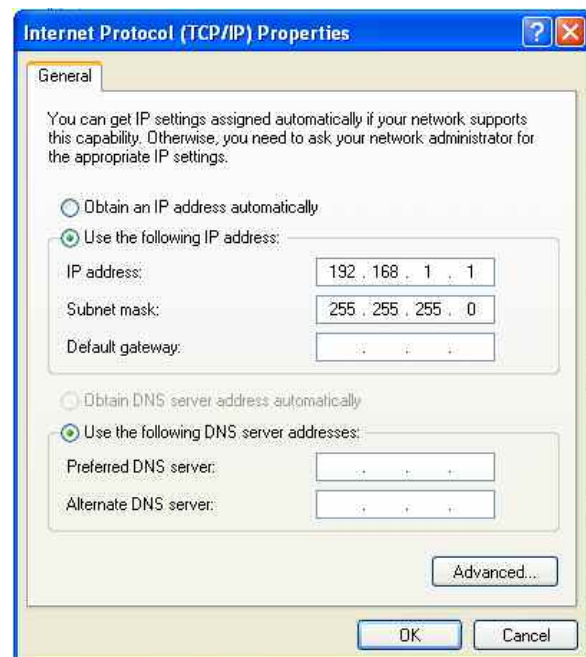 Internet Protocol (TCP/IP) Properties
General
You can get IP settings assigned automatically if your network supports
this capability. Otherwise, you need to ask your network administrator for
the appropriate IP settings.
Obtain an IP address automatically
Use the following IP address:
IP address: 192 . 168 . 1 . 1
Subnet mask: 255 . 255 . 255 . 0
Default gateway: . . .
Obtain DNS server address automatically
Use the following DNS server addresses:
Preferred DNS server: . . .
Alternate DNS server: . . .
Advanced...
OK Cancel